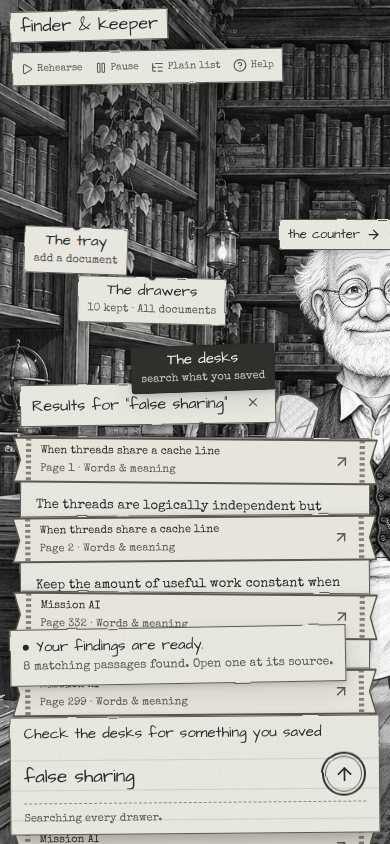 finder & keeper
Rehearse
Pause
Plain list
Help
the counter →
The tray
add a document
The drawers
10 kept · All documents
The desks
search what you saved
Results for "false sharing"
When threads share a cache line
Page 1 · Words & meaning
The threads are logically independent but
When threads share a cache line
Page 2 · Words & meaning
Keep the amount of useful work constant when
Mission AI
Page 332 · Words & meaning
Your findings are ready.
8 matching passages found. Open one at its source.
Page 299 · Words & meaning
Check the desks for something you saved
false sharing
Searching every drawer.
Mission AI